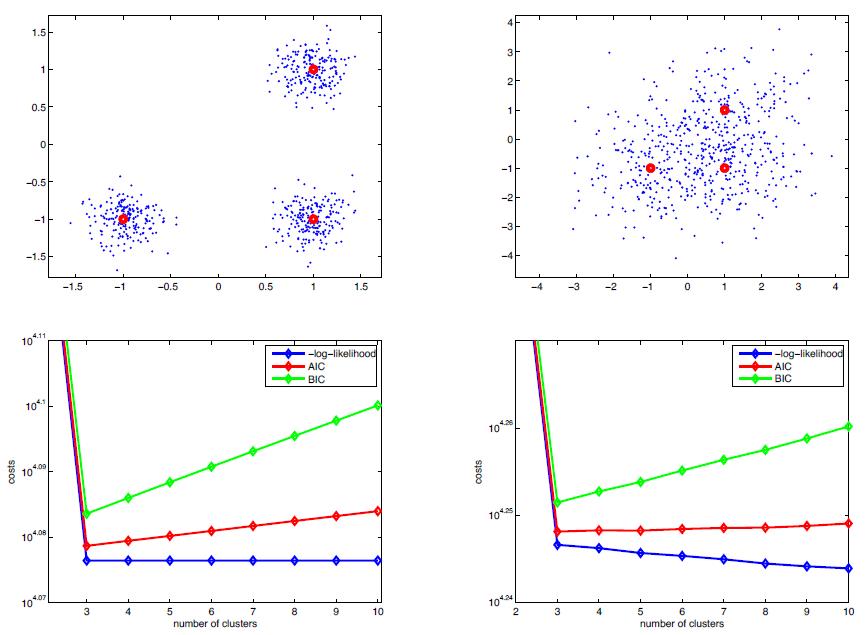 1.5
1
0.5
0
−0.5
−1
−1.5
−1.5 −1 −0.5 0 0.5 1 1.5
4
3
2
1
0
−1
−2
−3
−4
−4 −3 −2 −1 0 1 2 3 4
10^4.11
10^4.1
10^4.09
10^4.08
10^4.07
costs
−log−likelihood
AIC
BIC
3 4 5 6 7 8 9 10
number of clusters
10^4.26
10^4.25
10^4.24
costs
−log−likelihood
AIC
BIC
2 3 4 5 6 7 8 9 10
number of clusters